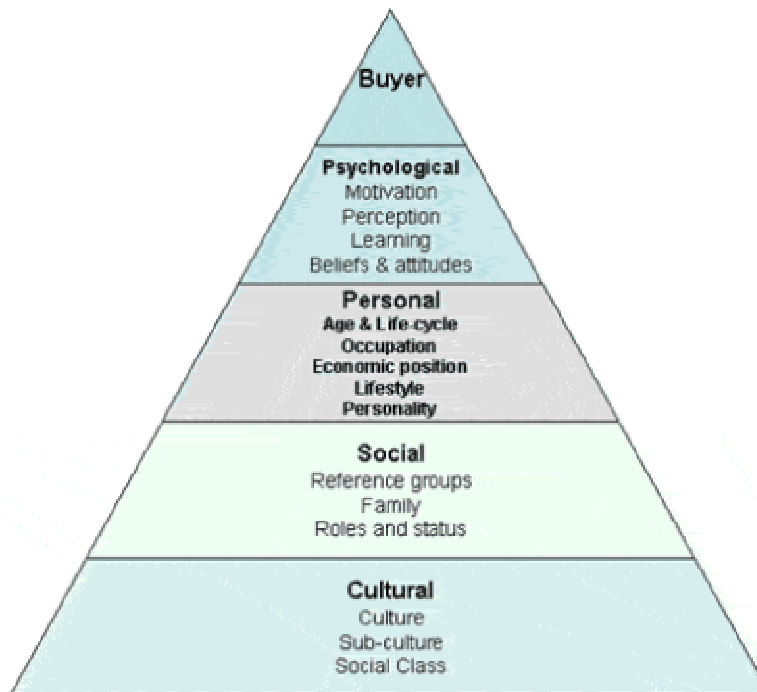 Buyer
Psychological
Motivation
Perception
Learning
Beliefs & attitudes
Personal
Age & Life-cycle
Occupation
Economic position
Lifestyle
Personality
Social
Reference groups
Family
Roles and status
Cultural
Culture
Sub-culture
Social Class